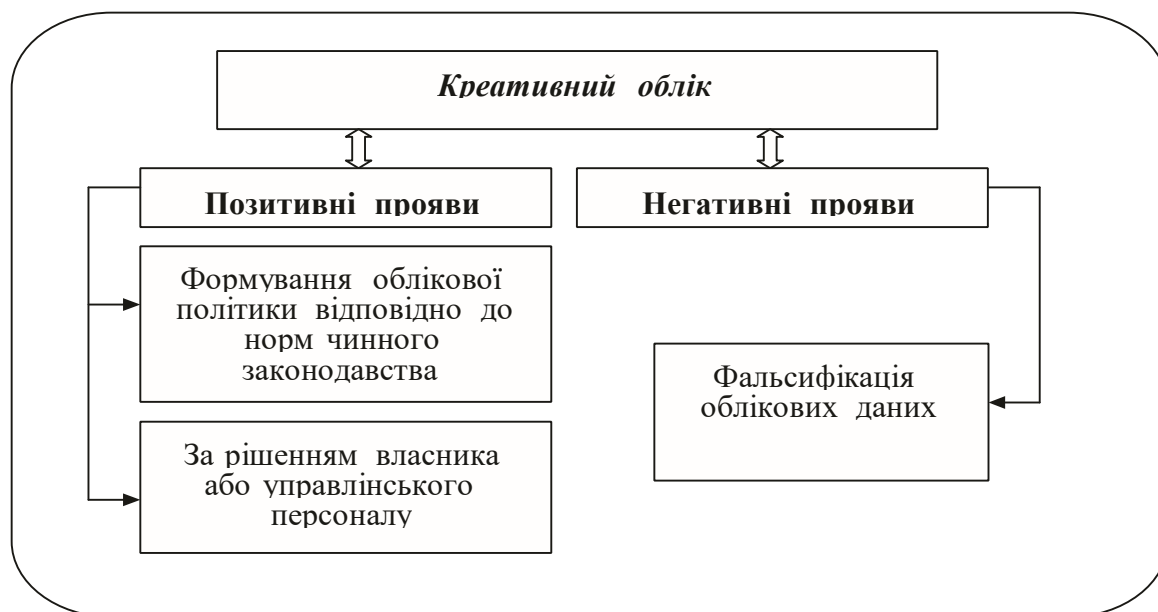 Креативний облік
Позитивні прояви
Негативні прояви
Формування облікової
політики відповідно до
норм чинного
законодавства
Фальсифікація
облікових даних
За рішенням власника
або управлінського
персоналу